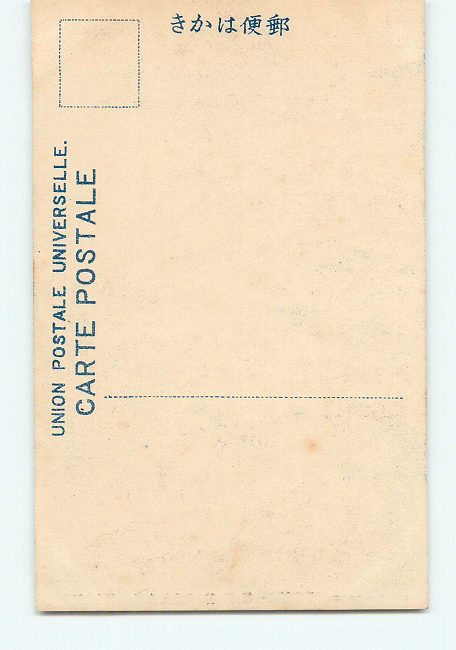 郵便はかき
UNION POSTALE UNIVERSELLE.
CARTE POSTALE